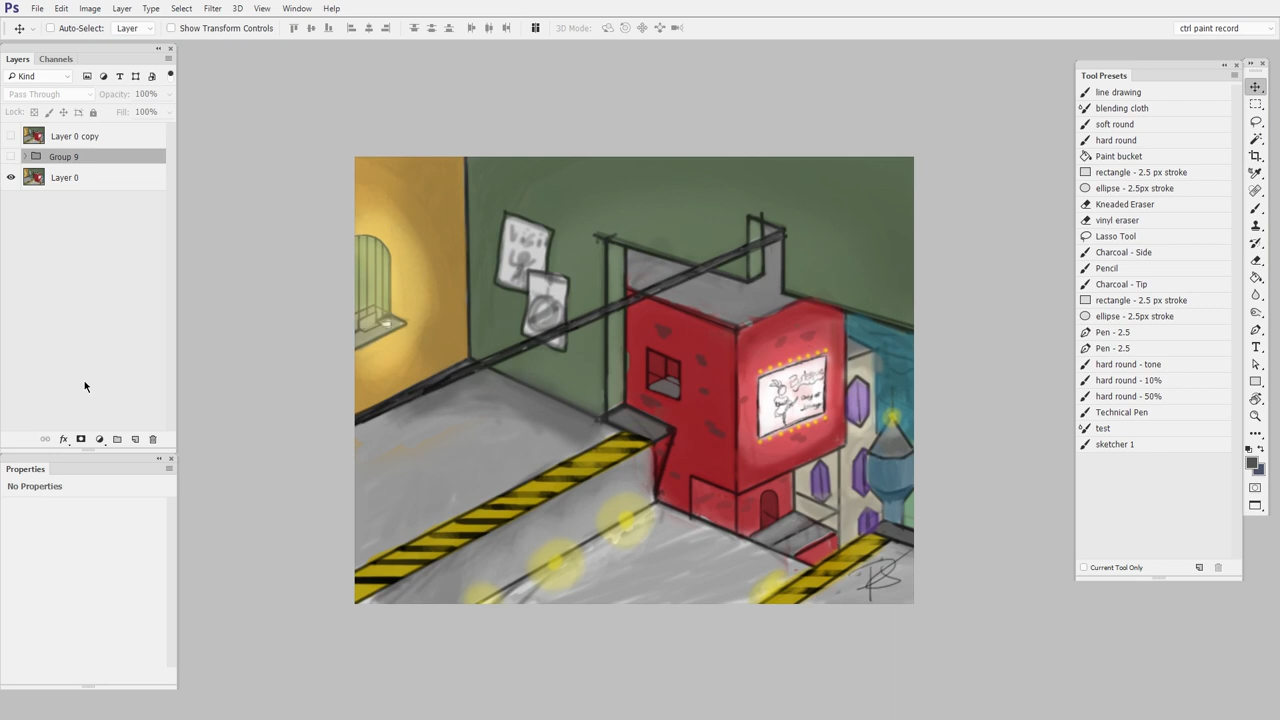 Ps File Edit Image Layer Type Select Filter 3D View Window Help
Auto-Select: Layer Show Transform Controls 3D Mode: ctrl paint record
Layers Channels
Kind
Pass Through Opacity: 100%
Lock: Fill: 100%
Layer 0 copy
Group 9
Layer 0
fx
Properties
No Properties
Tool Presets
line drawing
blending cloth
soft round
hard round
Paint bucket
rectangle - 2.5 px stroke
ellipse - 2.5px stroke
Kneaded Eraser
vinyl eraser
Lasso Tool
Charcoal - Side
Pencil
Charcoal - Tip
rectangle - 2.5 px stroke
ellipse - 2.5px stroke
Pen - 2.5
Pen - 2.5
hard round - tone
hard round - 10%
hard round - 50%
Technical Pen
test
sketcher 1
Current Tool Only